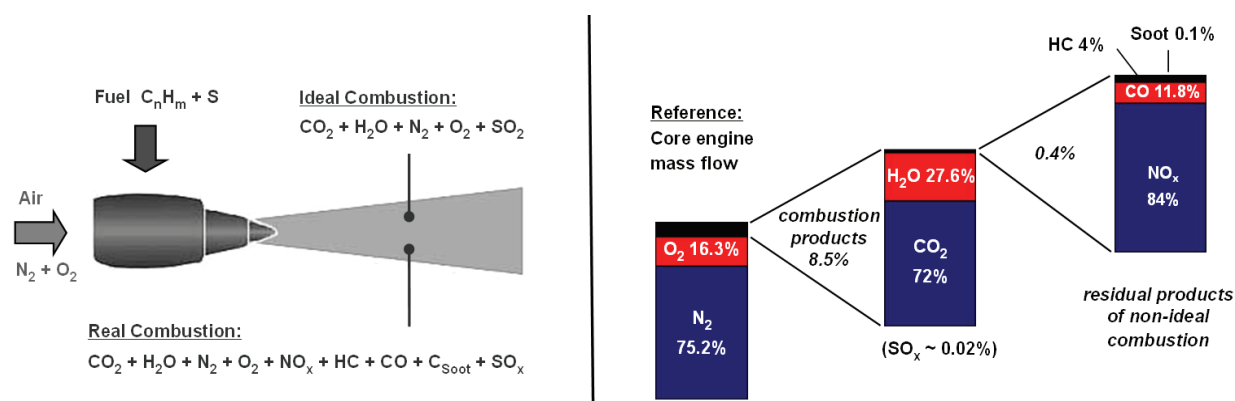 Fuel CₙHₘ + S
Ideal Combustion:
CO₂ + H₂O + N₂ + O₂ + SO₂
Air
N₂ + O₂
Real Combustion:
CO₂ + H₂O + N₂ + O₂ + NOₓ + HC + CO + C_Soot + SOₓ
Reference:
Core engine
mass flow
O₂ 16.3%
N₂
75.2%
combustion
products
8.5%
H₂O 27.6%
CO₂
72%
(SOₓ ~ 0.02%)
0.4%
HC 4%
Soot 0.1%
CO 11.8%
NOₓ
84%
residual products
of non-ideal
combustion